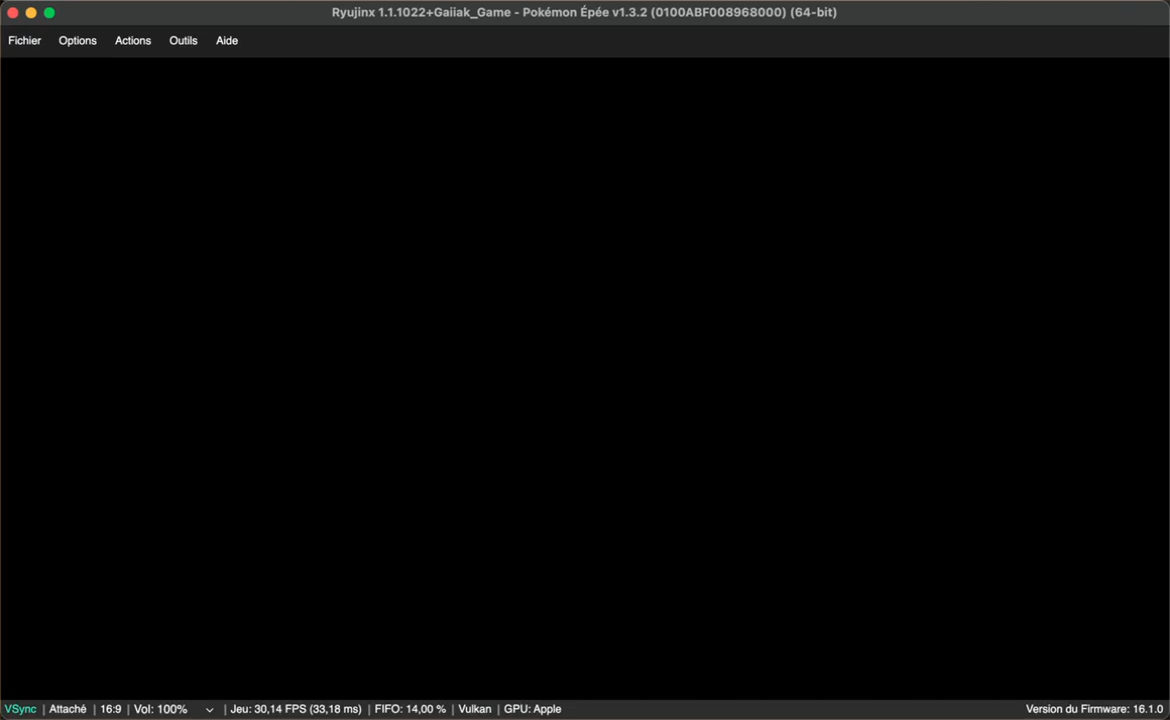 Ryujinx 1.1.1022+Gaiiak_Game - Pokémon Épée v1.3.2 (0100ABF008968000) (64-bit)
Fichier Options Actions Outils Aide
VSync | Attaché | 16:9 | Vol: 100% | Jeu: 30,14 FPS (33,18 ms) | FIFO: 14,00 % | Vulkan | GPU: Apple Version du Firmware: 16.1.0